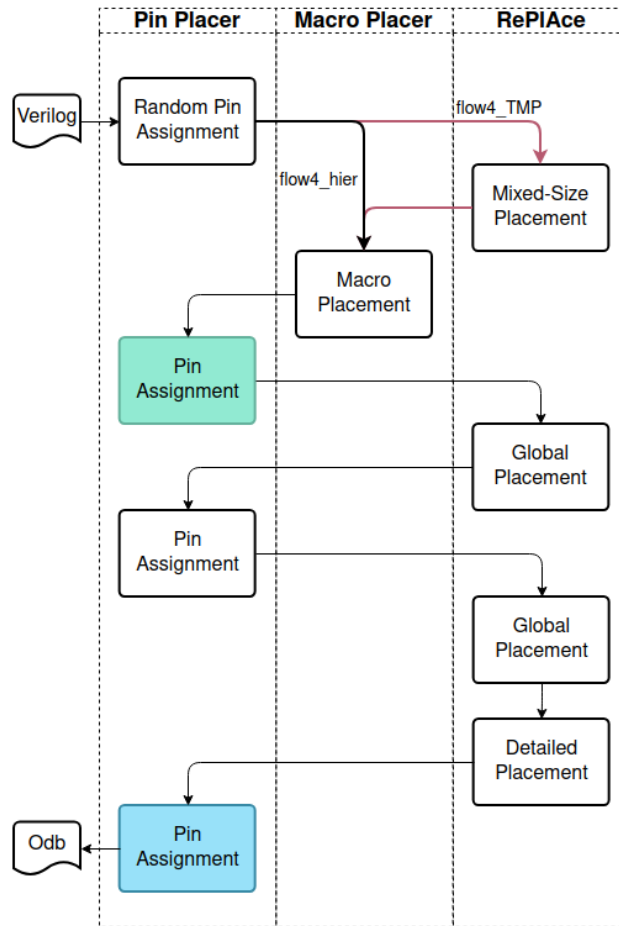 Pin Placer
Macro Placer
RePlAce
Verilog
Random Pin
Assignment
flow4_TMP
flow4_hier
Mixed-Size
Placement
Macro
Placement
Pin
Assignment
Global
Placement
Pin
Assignment
Global
Placement
Detailed
Placement
Pin
Assignment
Odb